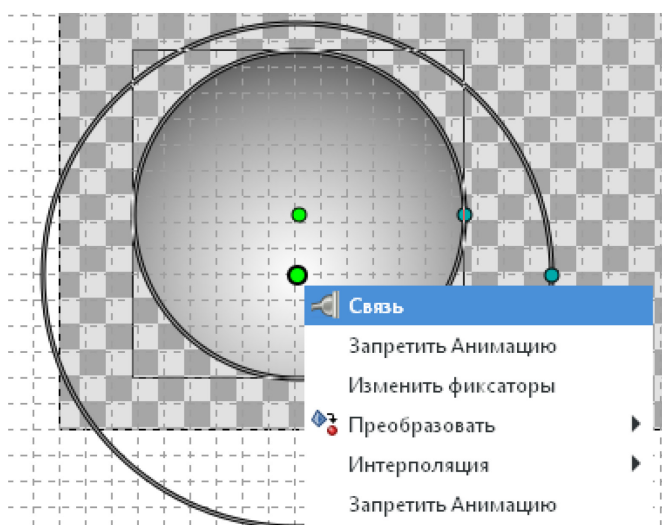 Связь
Запретить Анимацию
Изменить фиксаторы
Преобразовать
Интерполяция
Запретить Анимацию